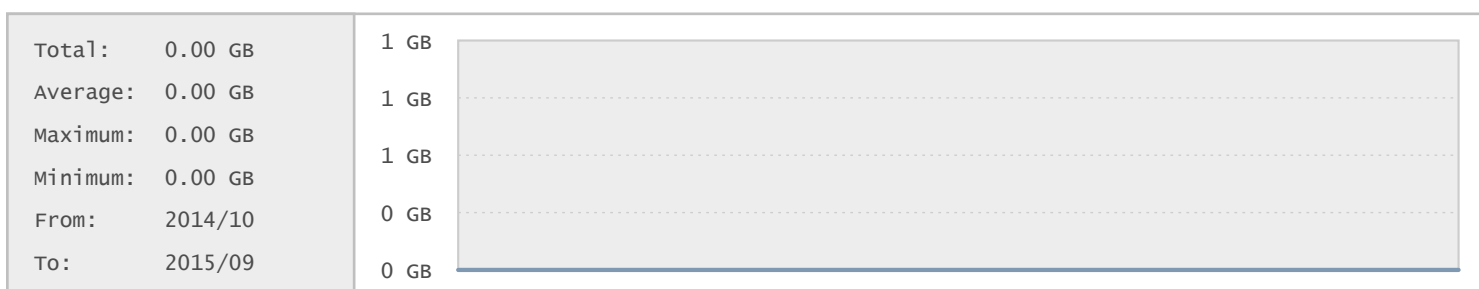 Total: 0.00 GB
Average: 0.00 GB
Maximum: 0.00 GB
Minimum: 0.00 GB
From: 2014/10
To: 2015/09
1 GB
1 GB
1 GB
0 GB
0 GB